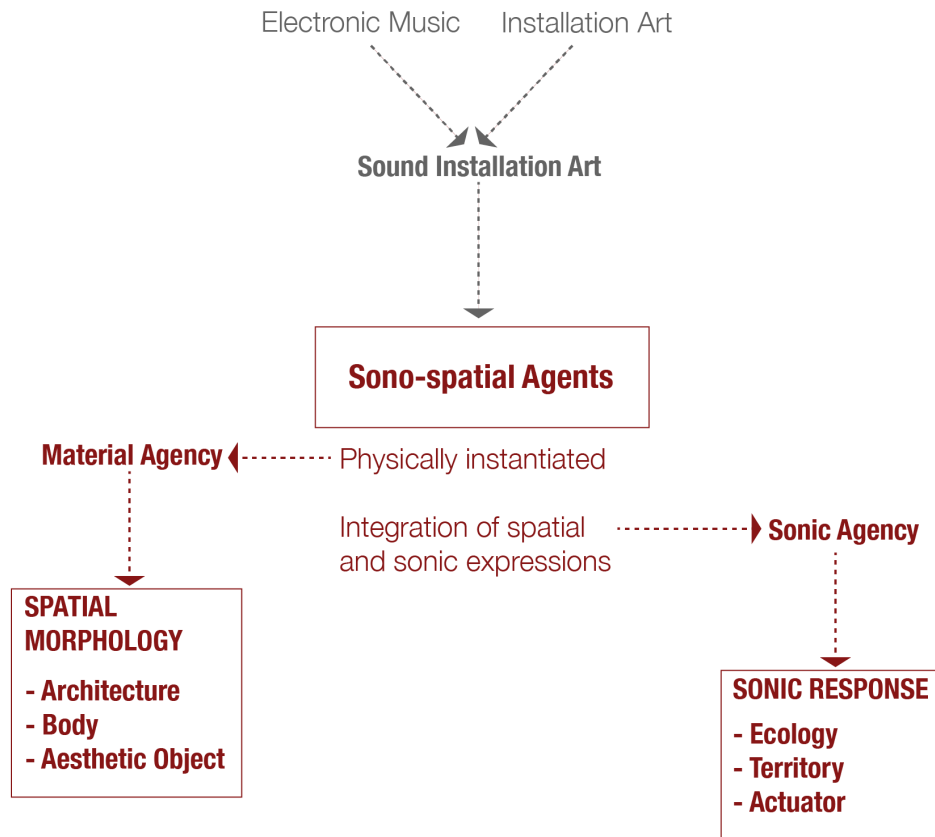 Electronic Music
Installation Art
Sound Installation Art
Sono-spatial Agents
Material Agency
Physically instantiated
Integration of spatial
and sonic expressions
Sonic Agency
SPATIAL
MORPHOLOGY
- Architecture
- Body
- Aesthetic Object
SONIC RESPONSE
- Ecology
- Territory
- Actuator